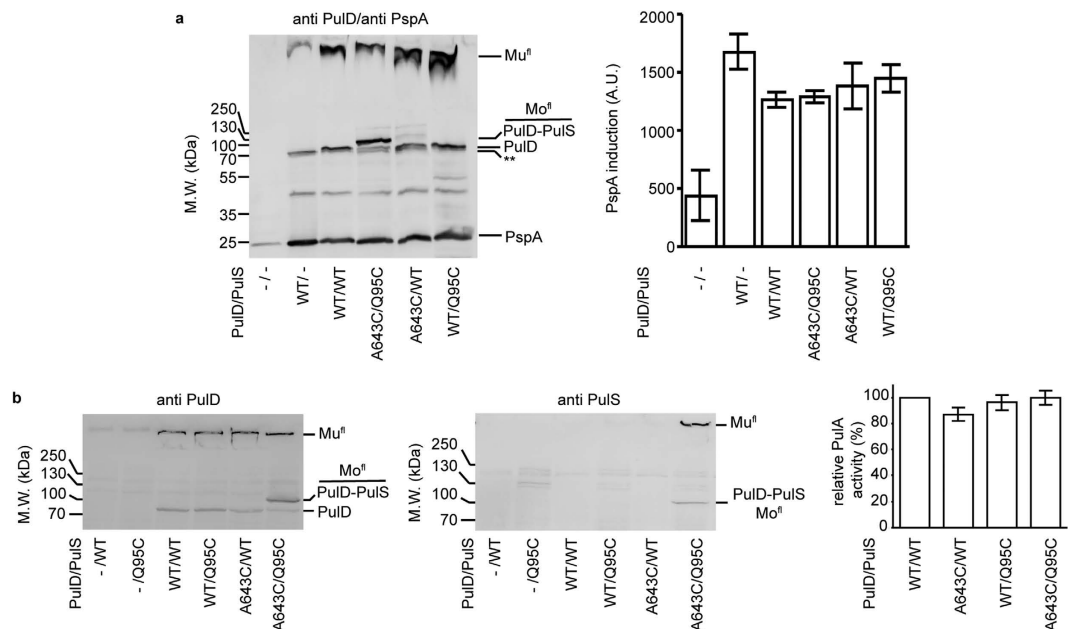 a
anti PulD/anti PspA
Mu^fl
Mo^fl
PulD-PulS
PulD
**
PspA
M.W. (kDa)
250
130
100
70
55
35
25
PulD/PulS
- / -
WT/ -
WT/WT
A643C/Q95C
A643C/WT
WT/Q95C
PspA induction (A.U.)
2000
1500
1000
500
0
PulD/PulS
- / -
WT/ -
WT/WT
A643C/Q95C
A643C/WT
WT/Q95C
b
anti PulD
Mu^fl
Mo^fl
PulD-PulS
PulD
M.W. (kDa)
250
130
100
70
PulD/PulS
- /WT
- /Q95C
WT/WT
WT/Q95C
A643C/WT
A643C/Q95C
anti PulS
Mu^fl
PulD-PulS
Mo^fl
M.W. (kDa)
250
130
100
70
PulD/PulS
- /WT
- /Q95C
WT/WT
WT/Q95C
A643C/WT
A643C/Q95C
relative PulA
activity (%)
100
80
60
40
20
0
PulD/PulS
WT/WT
A643C/WT
WT/Q95C
A643C/Q95C